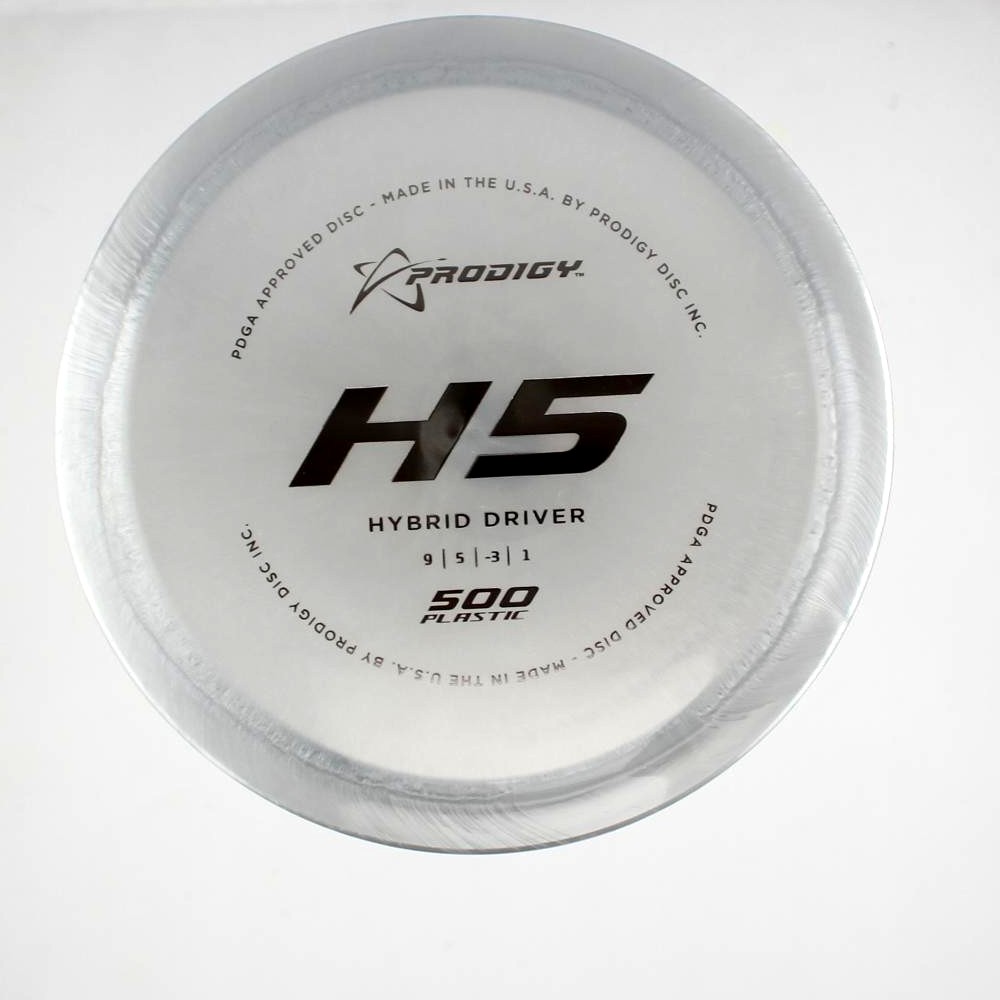 PDGA APPROVED DISC - MADE IN THE U.S.A. BY PRODIGY DISC INC.
PRODIGY™
H5
HYBRID DRIVER
9 | 5 | -3 | 1
500
PLASTIC
PDGA APPROVED DISC - MADE IN THE U.S.A. BY PRODIGY DISC INC.